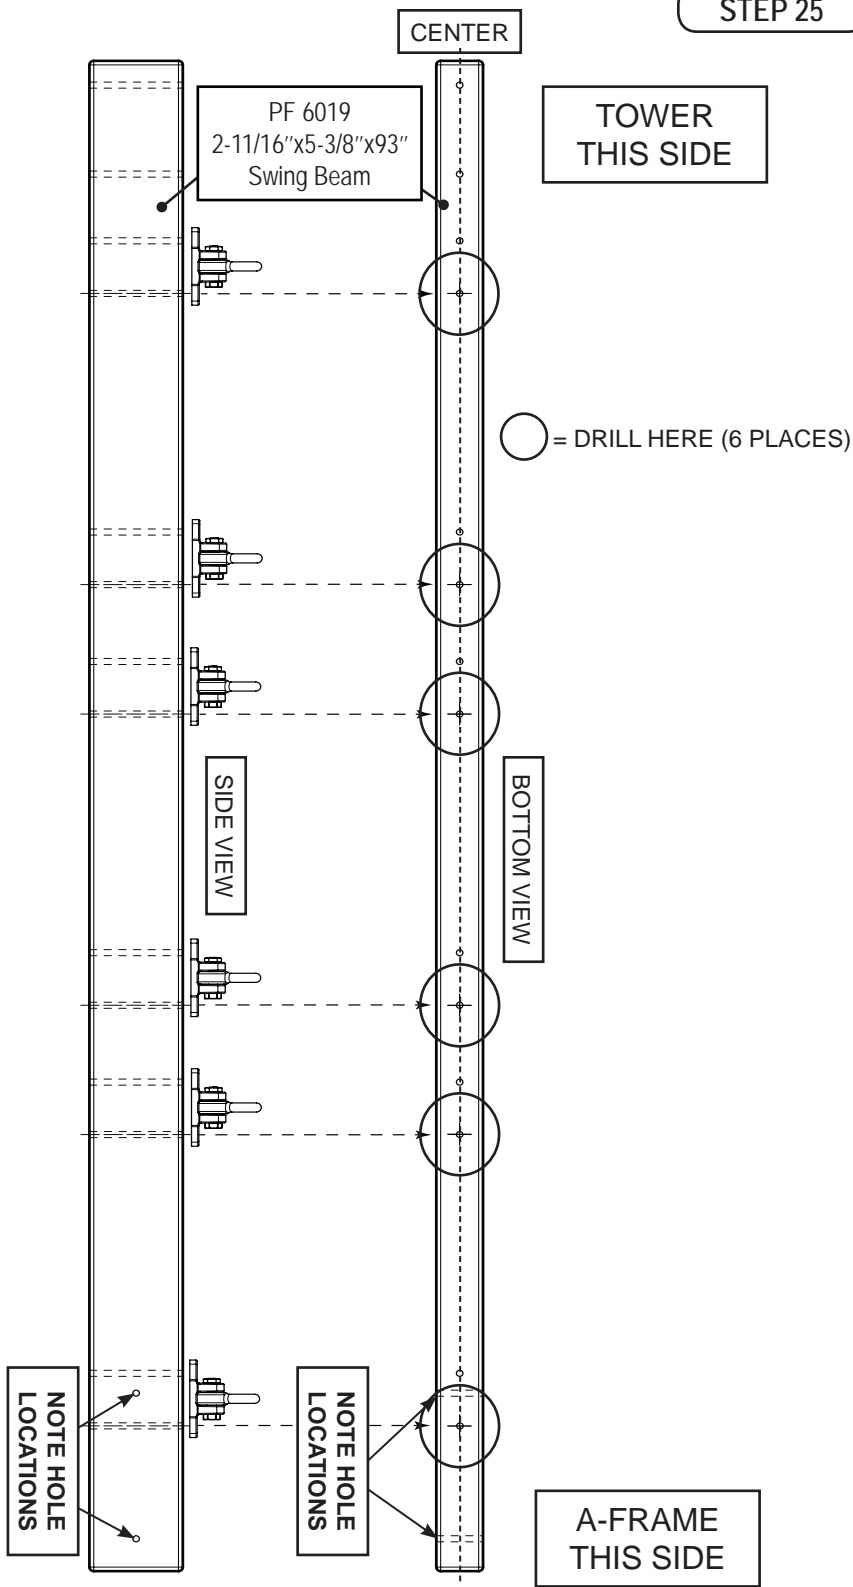 STEP 25
CENTER
PF 6019
2-11/16"x5-3/8"x93"
Swing Beam
TOWER
THIS SIDE
= DRILL HERE (6 PLACES)
SIDE VIEW
BOTTOM VIEW
NOTE HOLE
LOCATIONS
NOTE HOLE
LOCATIONS
A-FRAME
THIS SIDE